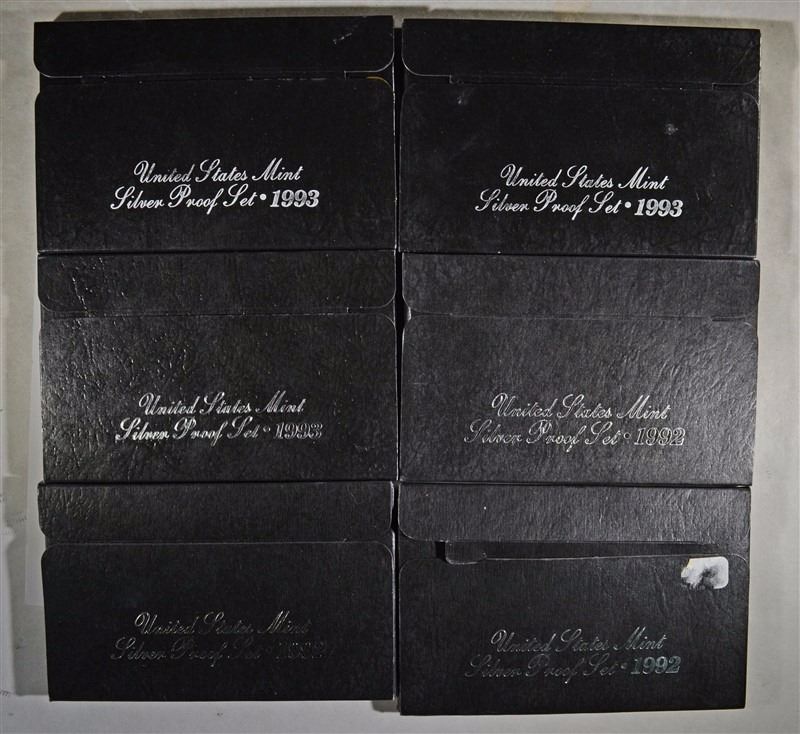 United States Mint
Silver Proof Set • 1993
United States Mint
Silver Proof Set • 1993
United States Mint
Silver Proof Set • 1993
United States Mint
Silver Proof Set • 1992
United States Mint
Silver Proof Set •
United States Mint
Silver Proof Set • 1992